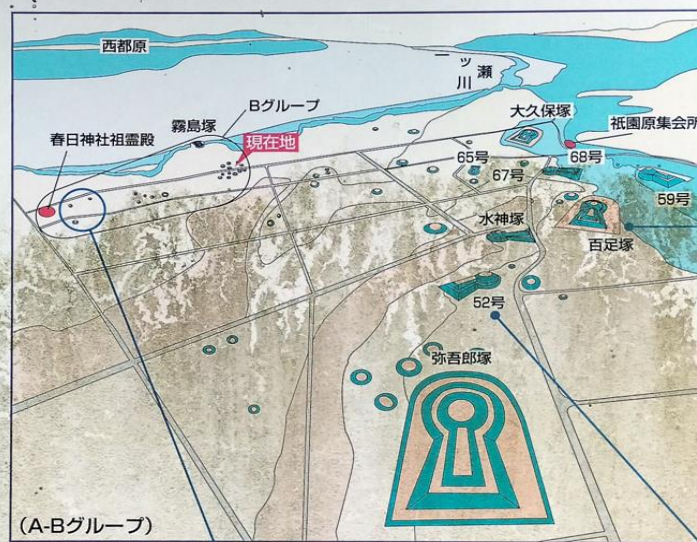 西都原
一ッ瀬川
大久保塚
祇園原集会所
Bグループ
霧島塚
春日神社祖霊殿
現在地
65号
67号
68号
59号
水神塚
百足塚
52号
弥吾郎塚
(A-Bグループ)